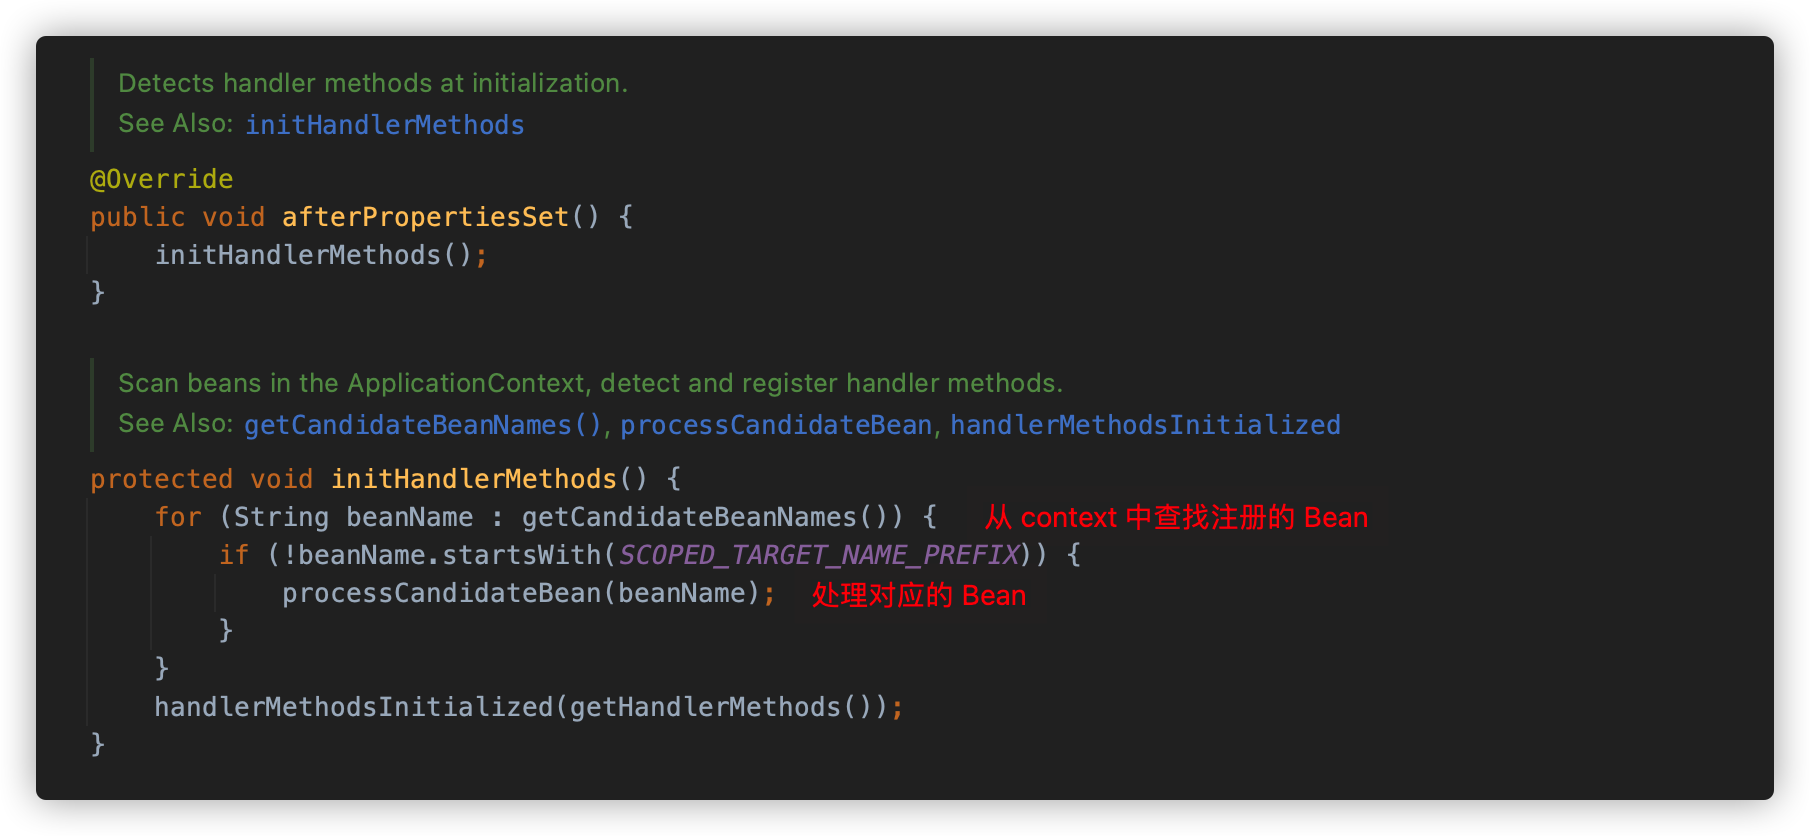 Detects handler methods at initialization.
See Also: initHandlerMethods
@Override
public void afterPropertiesSet() {
    initHandlerMethods();
}
Scan beans in the ApplicationContext, detect and register handler methods.
See Also: getCandidateBeanNames(), processCandidateBean, handlerMethodsInitialized
protected void initHandlerMethods() {
    for (String beanName : getCandidateBeanNames()) { 从 context 中查找注册的 Bean
        if (!beanName.startsWith(SCOPED_TARGET_NAME_PREFIX)) {
            processCandidateBean(beanName); 处理对应的 Bean
        }
    }
    handlerMethodsInitialized(getHandlerMethods());
}